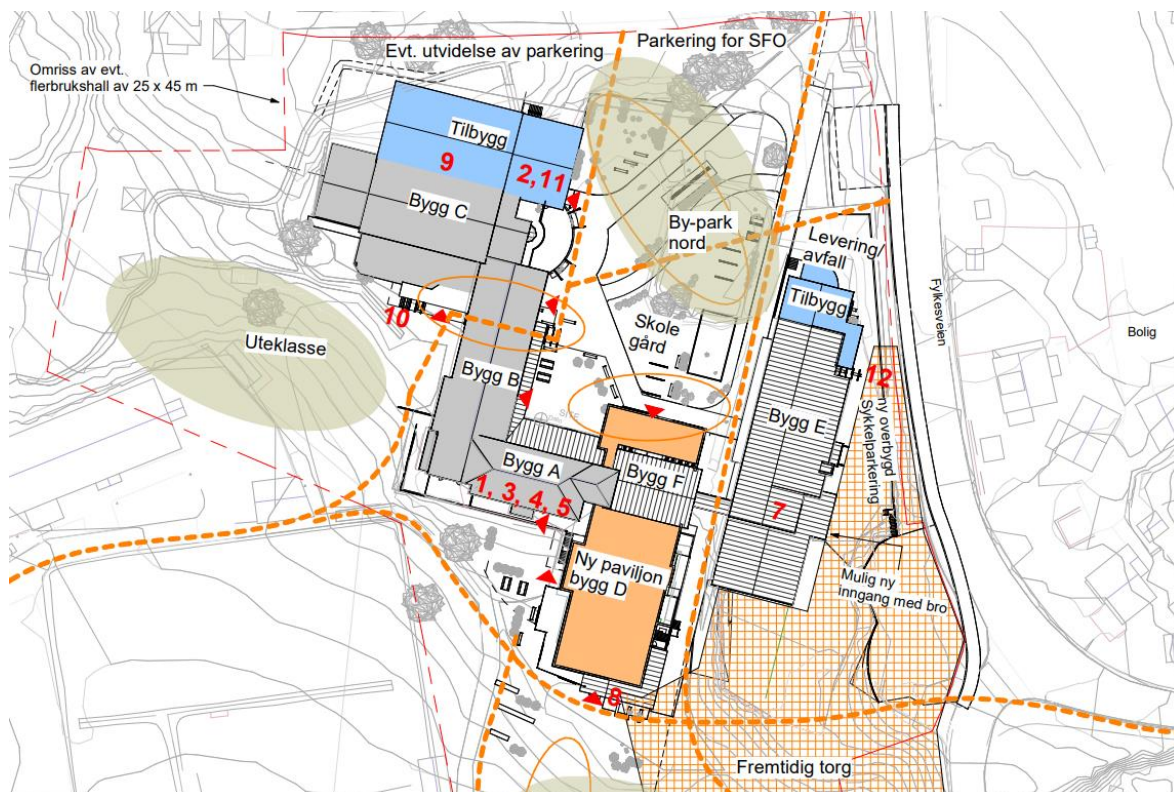 Evt. utvidelse av parkering
Parkering for SFO
Omriss av evt.
flerbrukshall av 25 x 45 m
Tilbygg
9
2,11
Bygg C
By-park
nord
Levering/
avfall
Tilbygg
Fylkesveien
Bolig
10
Uteklasse
Skole
gård
Bygg B
SITE
12
ny overbygd
Sykkelparkering
Bygg E
Bygg A
1, 3, 4, 5
Bygg F
7
Ny paviljon
bygg D
Mulig ny
inngang med bro
8
Fremtidig torg